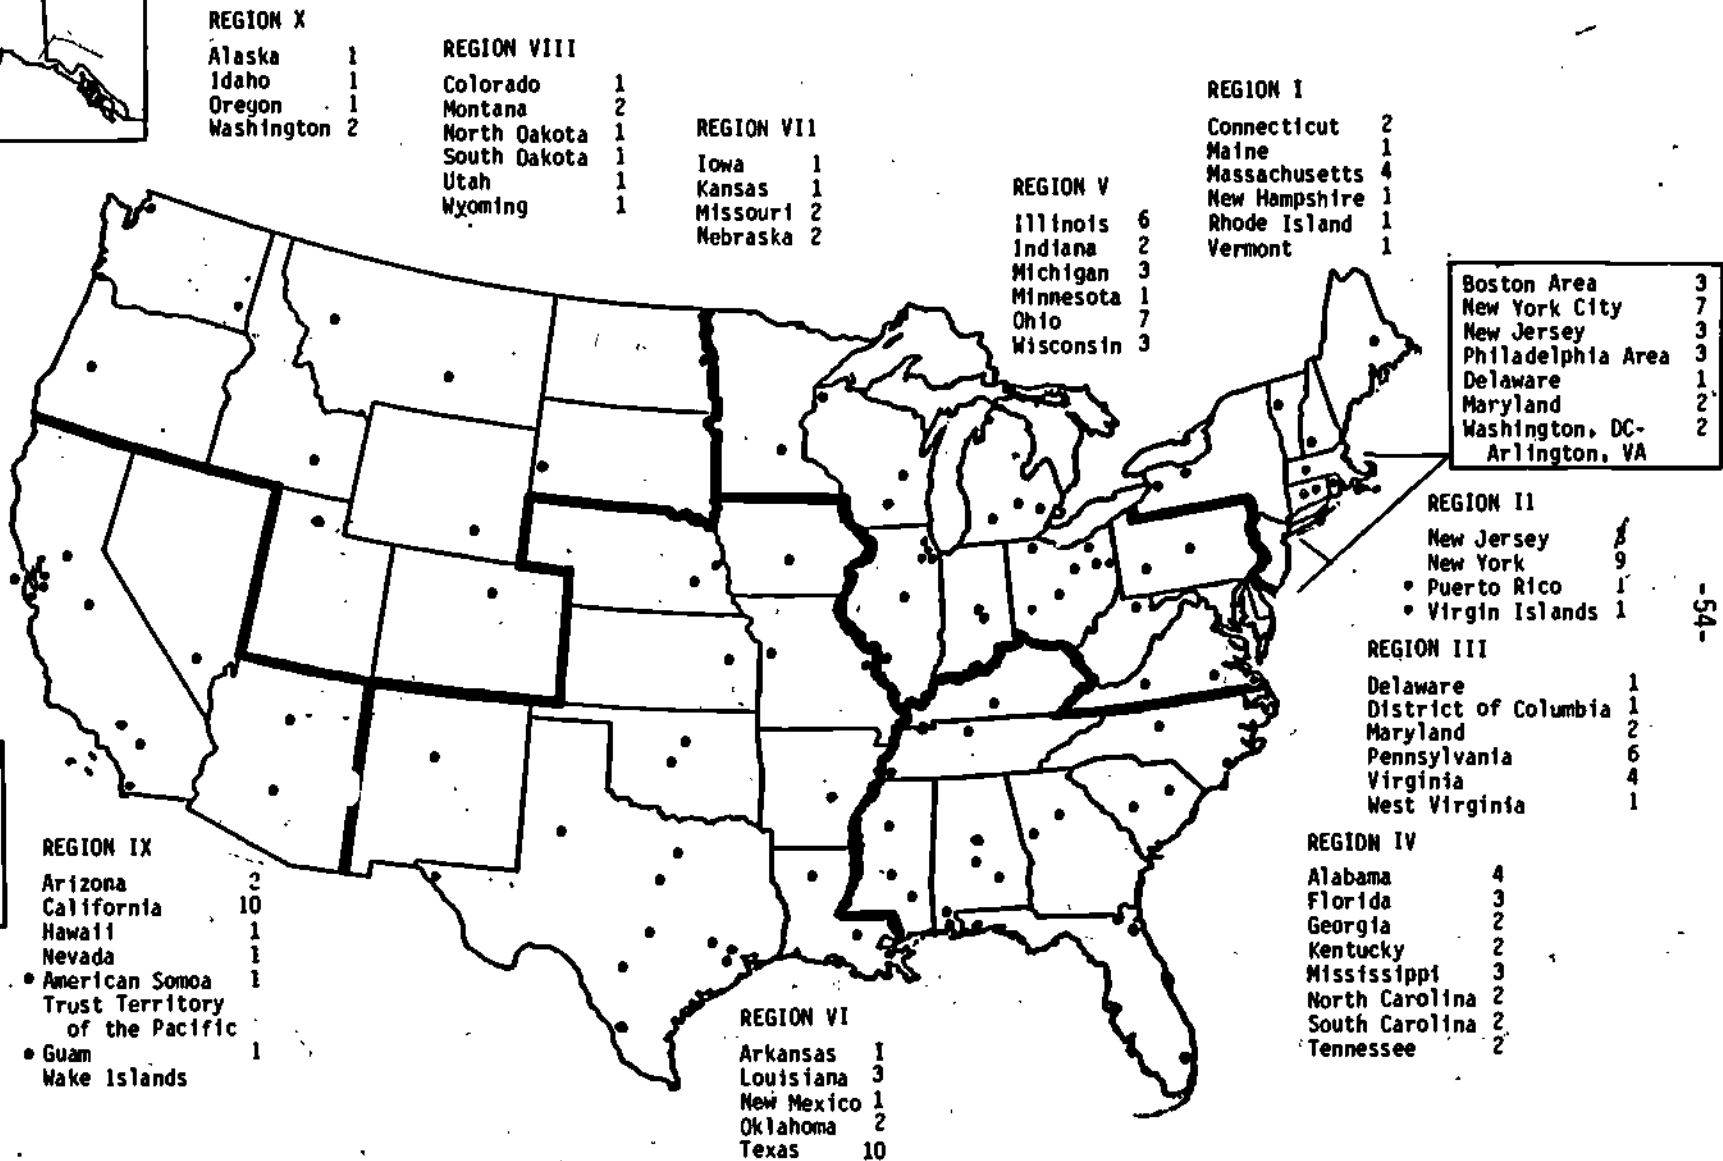 REGION X
Alaska 1
Idaho 1
Oregon 1
Washington 2
REGION VIII
Colorado 1
Montana 2
North Dakota 1
South Dakota 1
Utah 1
Wyoming 1
REGION VII
Iowa 1
Kansas 1
Missouri 2
Nebraska 2
REGION V
Illinois 6
Indiana 2
Michigan 3
Minnesota 1
Ohio 7
Wisconsin 3
REGION I
Connecticut 2
Maine 1
Massachusetts 4
New Hampshire 1
Rhode Island 1
Vermont 1
Boston Area 3
New York City 7
New Jersey 3
Philadelphia Area 3
Delaware 1
Maryland 2
Washington, DC- 2
Arlington, VA
REGION II
New Jersey
New York 9
• Puerto Rico 1
• Virgin Islands 1
-54-
REGION III
Delaware 1
District of Columbia 1
Maryland 2
Pennsylvania 6
Virginia 4
West Virginia 1
REGION IV
Alabama 4
Florida 3
Georgia 2
Kentucky 2
Mississippi 3
North Carolina 2
South Carolina 2
Tennessee 2
REGION IX
Arizona 2
California 10
Hawaii 1
Nevada 1
• American Somoa 1
Trust Territory
of the Pacific
• Guam 1
Wake Islands
REGION VI
Arkansas 1
Louisiana 3
New Mexico 1
Oklahoma 2
Texas 10